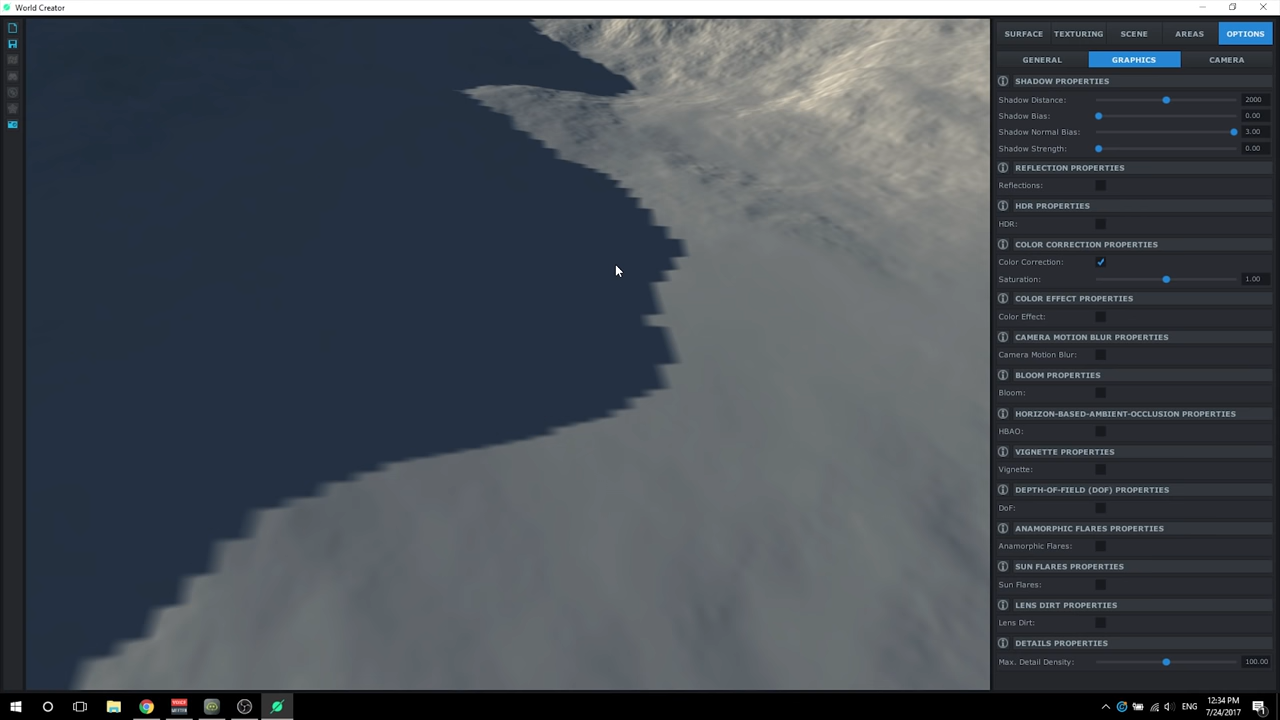 World Creator
SURFACE TEXTURING SCENE AREAS OPTIONS
GENERAL GRAPHICS CAMERA
SHADOW PROPERTIES
Shadow Distance: 2000
Shadow Bias: 0.00
Shadow Normal Bias: 3.00
Shadow Strength: 0.00
REFLECTION PROPERTIES
Reflections:
HDR PROPERTIES
HDR:
COLOR CORRECTION PROPERTIES
Color Correction:
Saturation: 1.00
COLOR EFFECT PROPERTIES
Color Effect:
CAMERA MOTION BLUR PROPERTIES
Camera Motion Blur:
BLOOM PROPERTIES
Bloom:
HORIZON-BASED-AMBIENT-OCCLUSION PROPERTIES
HBAO:
VIGNETTE PROPERTIES
Vignette:
DEPTH-OF-FIELD (DOF) PROPERTIES
DoF:
ANAMORPHIC FLARES PROPERTIES
Anamorphic Flares:
SUN FLARES PROPERTIES
Sun Flares:
LENS DIRT PROPERTIES
Lens Dirt:
DETAILS PROPERTIES
Max. Detail Density: 100.00
ENG
12:34 PM
7/24/2017